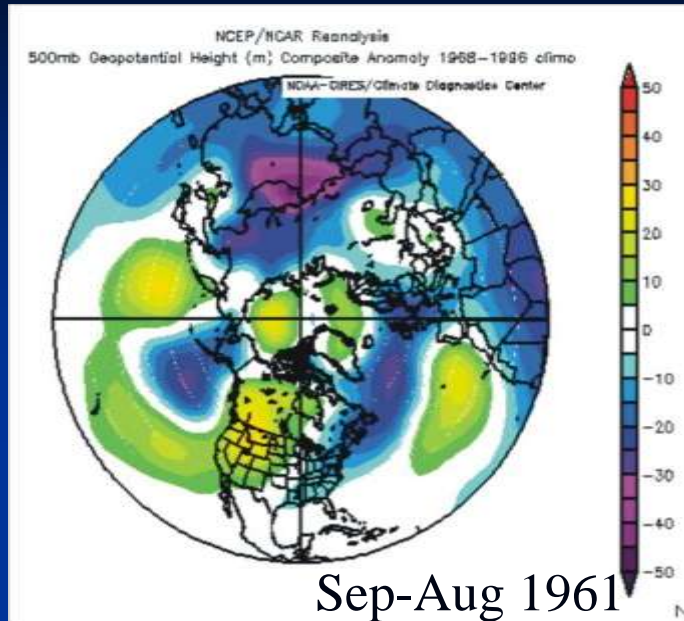 NCEP/NCAR Reanalysis
500mb Geopotential Height (m) Composite Anomaly 1968-1996 climo
NOAA-CIRES/Climate Diagnostics Center
50
40
30
20
10
0
-10
-20
-30
-40
-50
Sep-Aug 1961
N